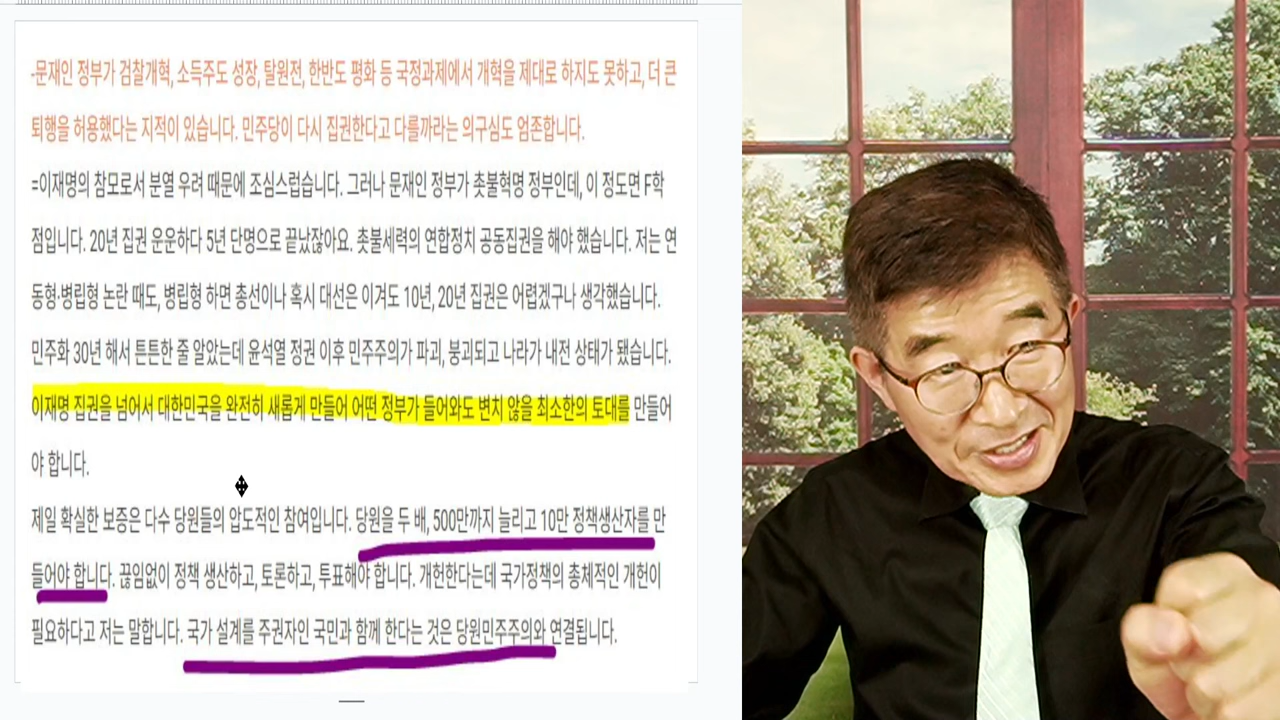 -문재인 정부가 검찰개혁, 소득주도 성장, 탈원전, 한반도 평화 등 국정과제에서 개혁을 제대로 하지도 못하고, 더 큰
퇴행을 허용했다는 지적이 있습니다. 민주당이 다시 집권한다고 다를까라는 의구심도 엄존합니다.
=이재명의 참모로서 분열 우려 때문에 조심스럽습니다. 그러나 문재인 정부가 촛불혁명 정부인데, 이 정도면 F학
점입니다. 20년 집권 운운하다 5년 단명으로 끝났잖아요. 촛불세력의 연합정치 공동집권을 해야 했습니다. 저는 연
동형·병립형 논란 때도, 병립형 하면 총선이나 혹시 대선은 이겨도 10년, 20년 집권은 어렵겠구나 생각했습니다.
민주화 30년 해서 튼튼한 줄 알았는데 윤석열 정권 이후 민주주의가 파괴, 붕괴되고 나라가 내전 상태가 됐습니다.
이재명 집권을 넘어서 대한민국을 완전히 새롭게 만들어 어떤 정부가 들어와도 변치 않을 최소한의 토대를 만들어
야 합니다.
제일 확실한 보증은 다수 당원들의 압도적인 참여입니다. 당원을 두 배, 500만까지 늘리고 10만 정책생산자를 만
들어야 합니다. 끊임없이 정책 생산하고, 토론하고, 투표해야 합니다. 개헌한다는데 국가정책의 총체적인 개헌이
필요하다고 저는 말합니다. 국가 설계를 주권자인 국민과 함께 한다는 것은 당원민주주의와 연결됩니다.